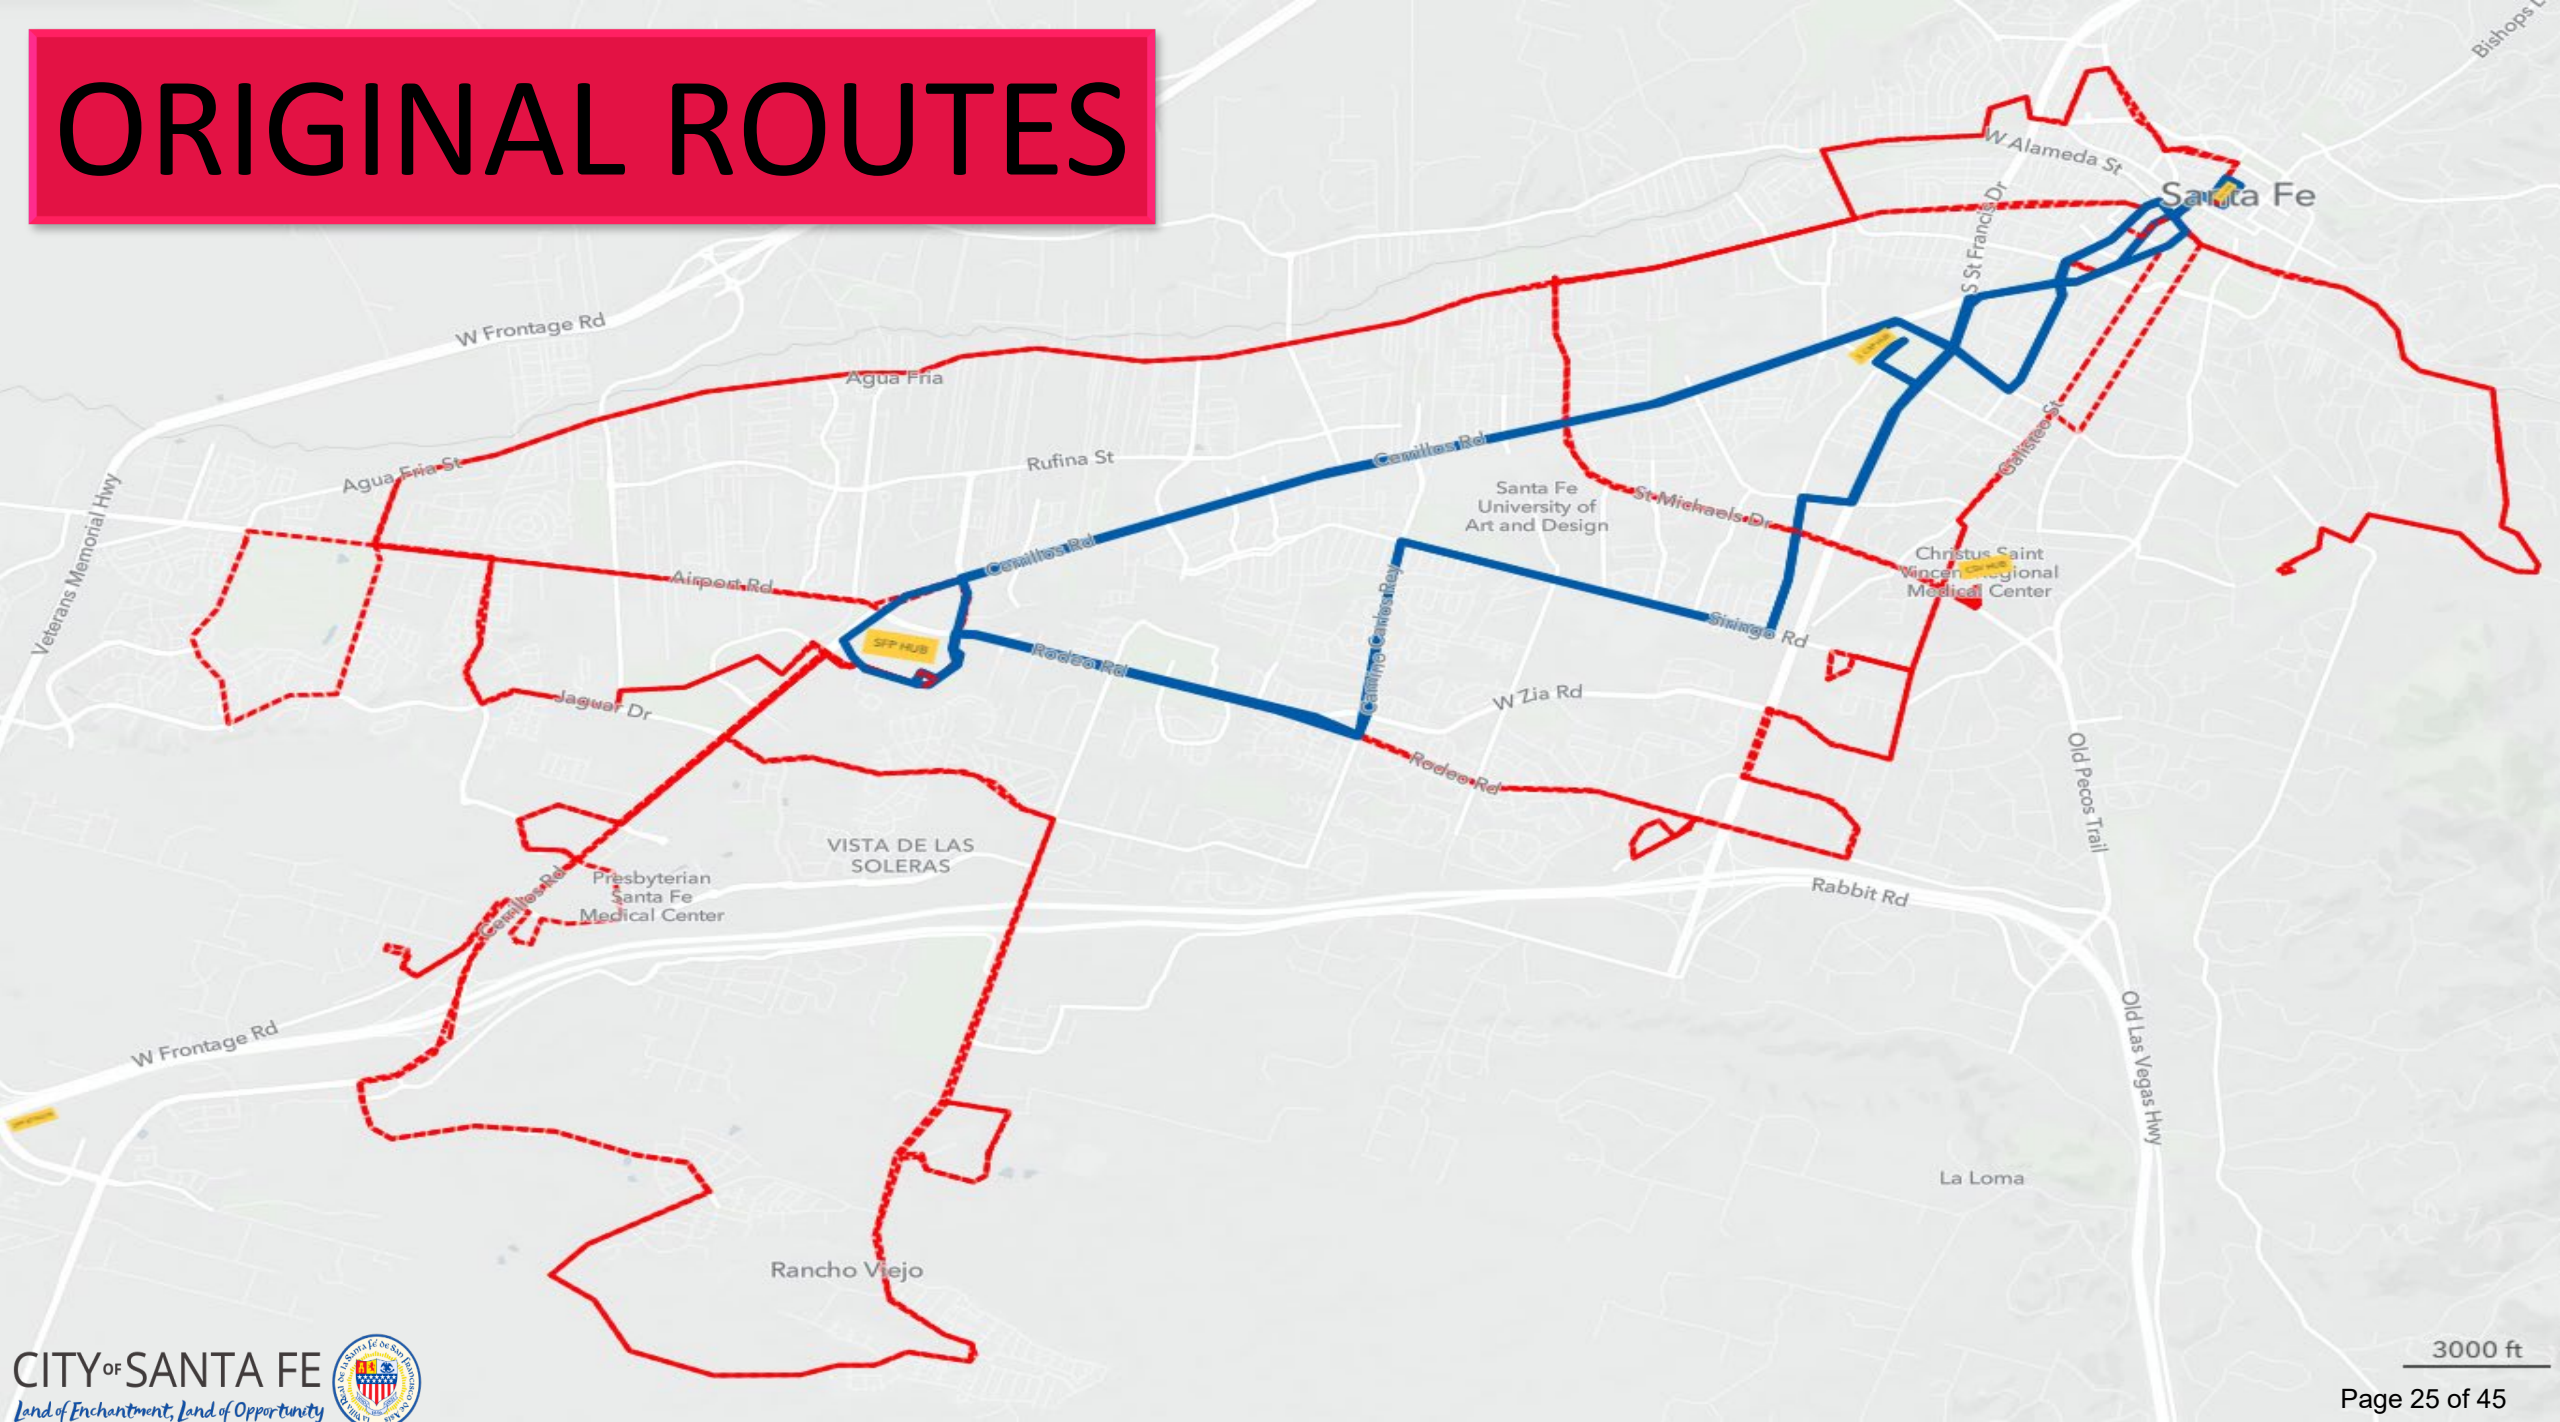 ORIGINAL ROUTES
Bishops L
W Alameda St
Santa Fe
S St Francis Dr
W Frontage Rd
Agua Fria
Agua Fria St
Rufina St
Cerrillos Rd
Galisteo St
Veterans Memorial Hwy
Santa Fe
University of
Art and Design
St Michaels Dr
Cerrillos Rd
Airport Rd
Christus Saint
Vincent Regional
Medical Center
CSV HUB
Camino Carlos Rey
Siringo Rd
SFP HUB
Rodeo Rd
Jaguar Dr
W Zia Rd
Rodeo Rd
Old Pecos Trail
VISTA DE LAS
SOLERAS
Presbyterian
Santa Fe
Medical Center
Cerrillos Rd
Rabbit Rd
W Frontage Rd
Old Las Vegas Hwy
La Loma
Rancho Viejo
3000 ft
CITY OF SANTA FE
Land of Enchantment, Land of Opportunity
Page 25 of 45